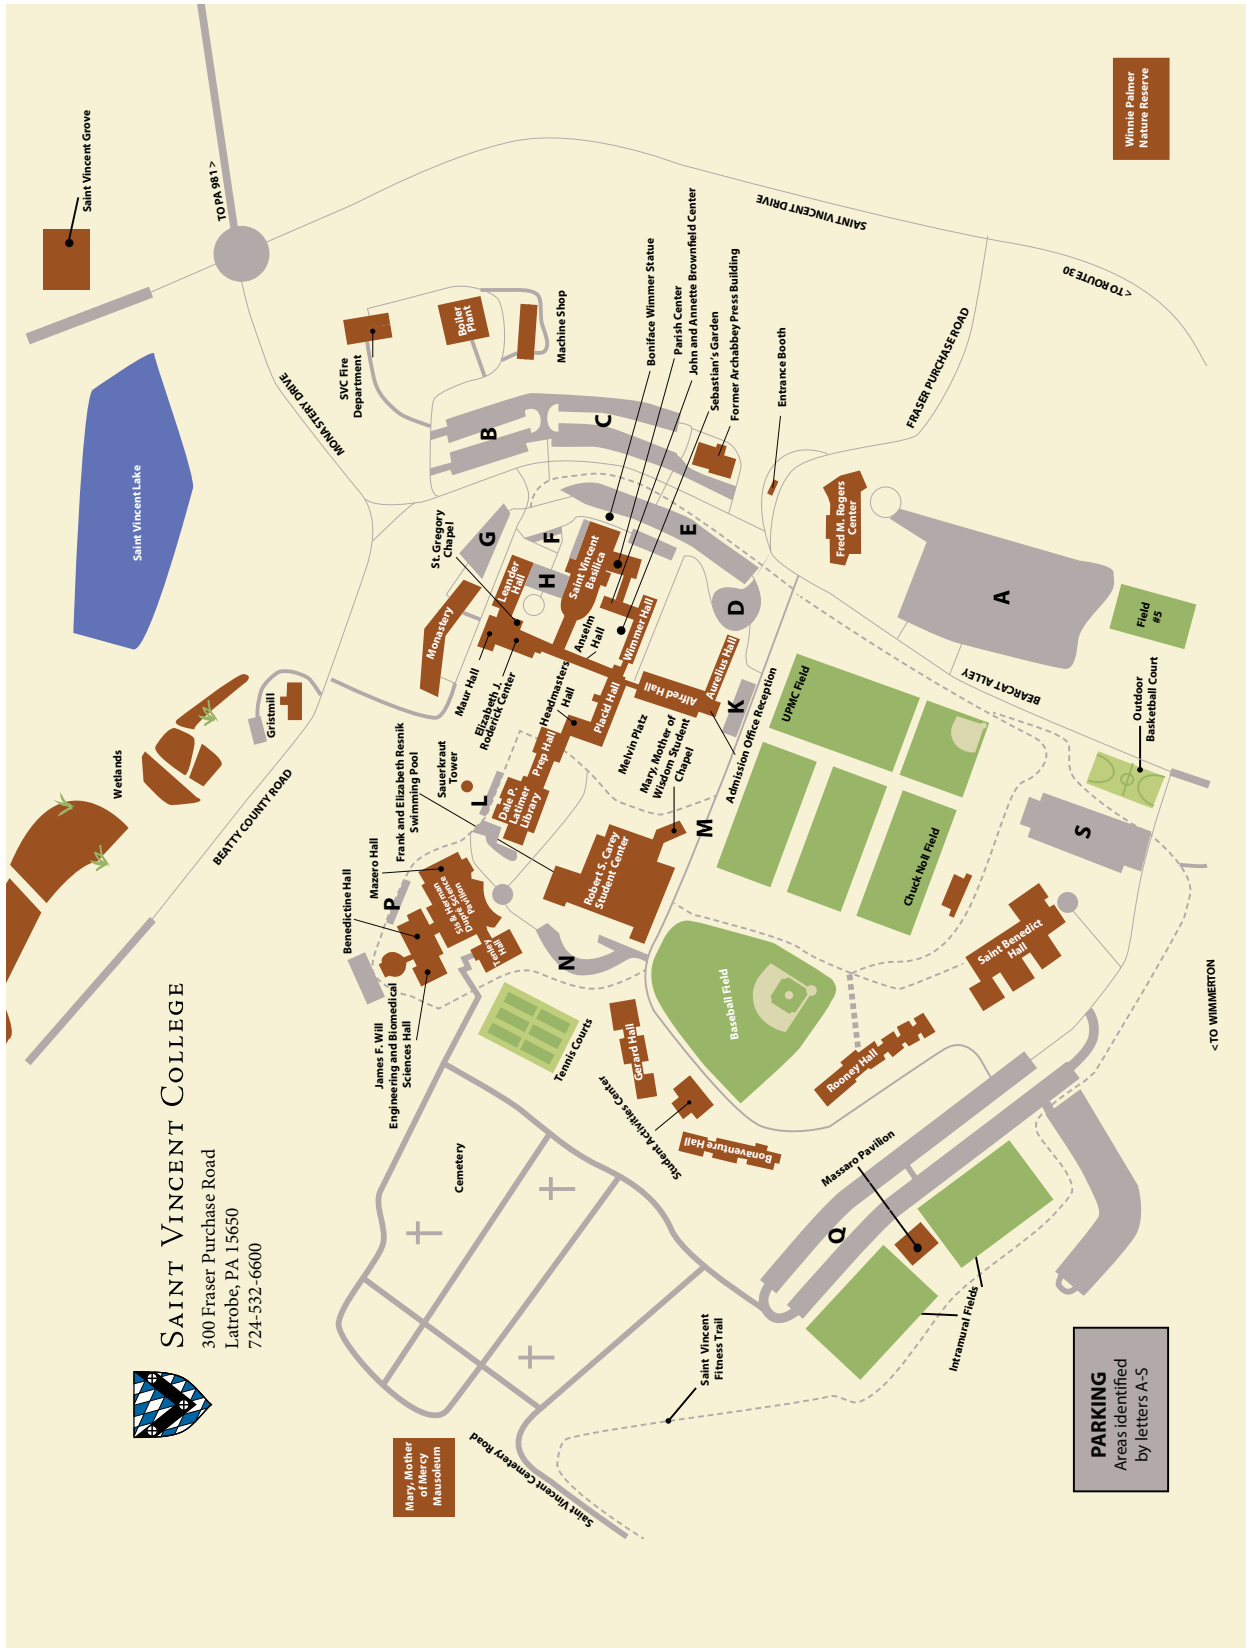 SAINT VINCENT COLLEGE
300 Fraser Purchase Road
Latrobe, PA 15650
724-532-6600
Wetlands
Saint Vincent Lake
Saint Vincent Grove
TO PA 981 >
BEATTY COUNTY ROAD
Gristmill
MONASTERY DRIVE
SVC Fire
Department
Boiler
Plant
Machine Shop
Mary, Mother
of Mercy
Mausoleum
Saint Vincent Cemetery Road
Cemetery
James F. Will
Engineering and Biomedical
Sciences Hall
Benedictine Hall
Mazero Hall
P
Sis & Herman
Dupré Science
Pavilion
Tenley
Hall
Frank and Elizabeth Resnik
Swimming Pool
Sauerkraut
Tower
L
Dale P.
Latimer
Library
Prep Hall
Headmasters
Hall
Placid Hall
Monastery
Maur Hall
Elizabeth J.
Roderick Center
St. Gregory
Chapel
Leander
Hall
G
H
F
B
C
Saint Vincent
Basilica
Anselm
Hall
Wimmer Hall
Boniface Wimmer Statue
Parish Center
John and Annette Brownfield Center
Sebastian's Garden
Former Archabbey Press Building
Entrance Booth
E
D
Alfred Hall
Aurelius Hall
K
Melvin Platz
Mary, Mother of
Wisdom Student
Chapel
Admission Office Reception
M
Robert S. Carey
Student Center
N
Tennis Courts
Gerard Hall
Student Activities Center
Bonaventure Hall
Baseball Field
Rooney Hall
Saint Benedict
Hall
Chuck Noll Field
UPMC Field
Fred M. Rogers
Center
A
Field
#5
BEARCAT ALLEY
Outdoor
Basketball Court
S
FRASER PURCHASE ROAD
SAINT VINCENT DRIVE
< TO ROUTE 30
Winnie Palmer
Nature Reserve
< TO WIMMERTON
Massaro Pavilion
Q
Intramural Fields
Saint Vincent
Fitness Trail
PARKING
Areas identified
by letters A-S